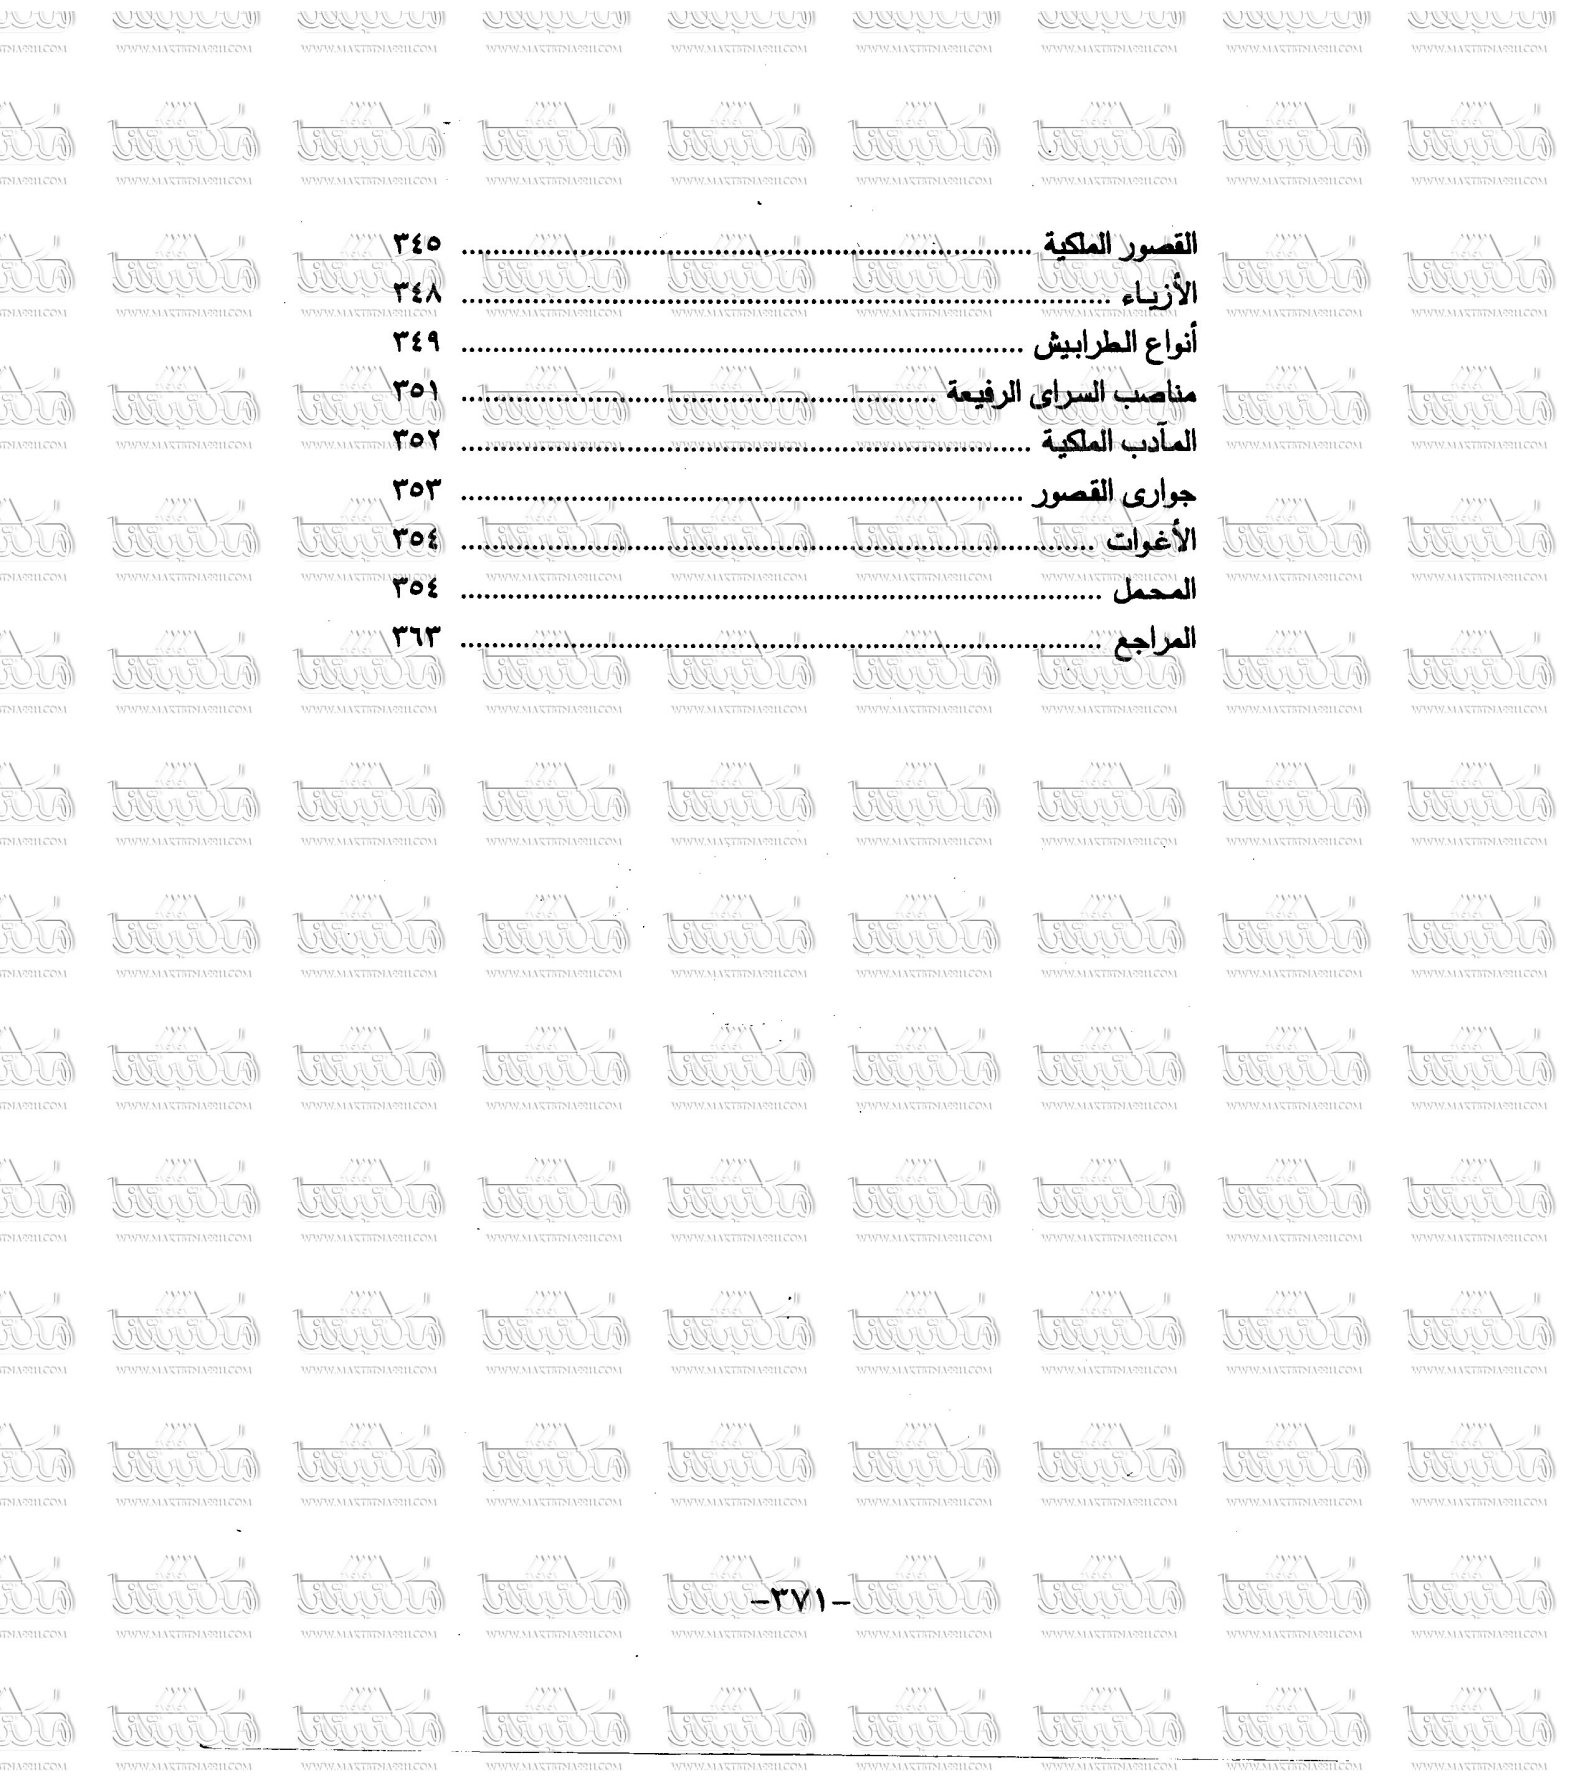 القصور الملكية ........................................................................ ٣٤٥
الأزياء .................................................................................. ٣٤٨
أنواع الطرابيش ....................................................................... ٣٤٩
مناصب السراى الرفيعة ............................................................ ٣٥١
المآدب الملكية ........................................................................ ٣٥٢
جوارى القصور ....................................................................... ٣٥٣
الأغوات ................................................................................ ٣٥٤
المحمل ................................................................................. ٣٥٤
المراجع ................................................................................. ٣٦٣
-٣٧١-